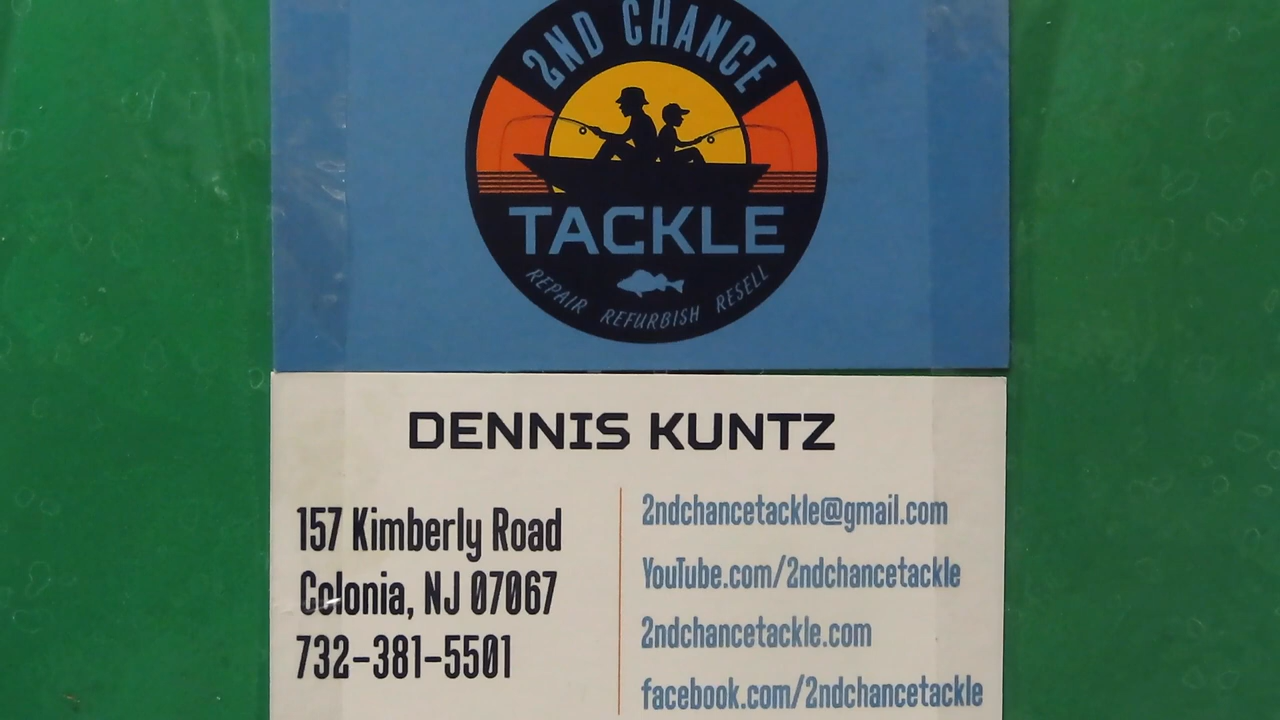 2ND CHANCE
TACKLE
REPAIR REFURBISH RESELL
DENNIS KUNTZ
157 Kimberly Road
Colonia, NJ 07067
732-381-5501
2ndchancetackle@gmail.com
YouTube.com/2ndchancetackle
2ndchancetackle.com
facebook.com/2ndchancetackle